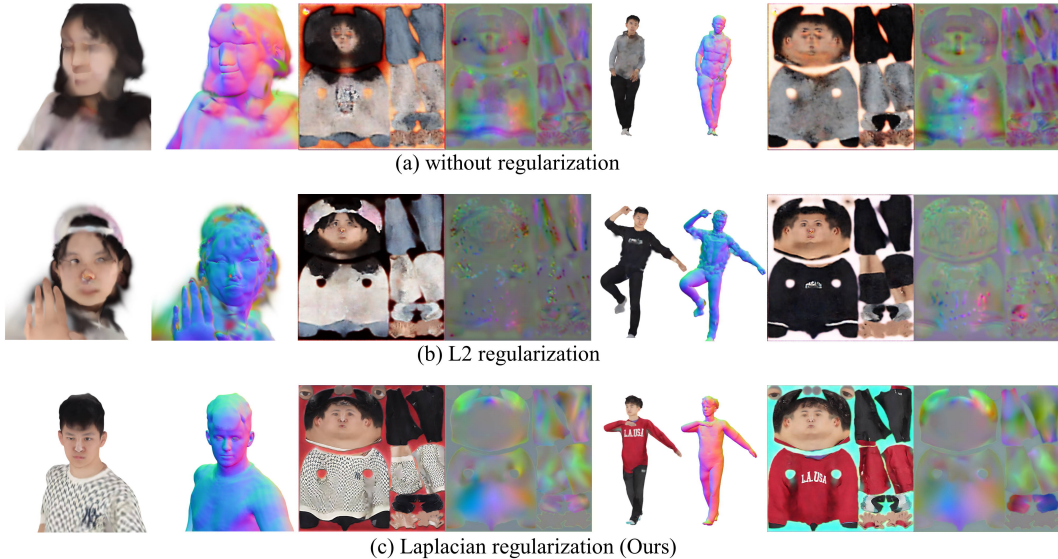 (a) without regularization
(b) L2 regularization
L.A.USA
L.A.USA
(c) Laplacian regularization (Ours)